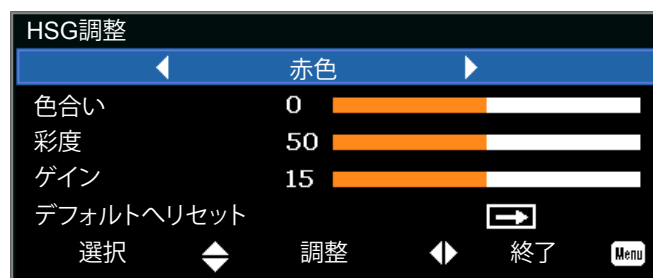 HSG調整
赤色
色合い 0
彩度 50
ゲイン 15
デフォルトへリセット
選択 調整 終了 Menu